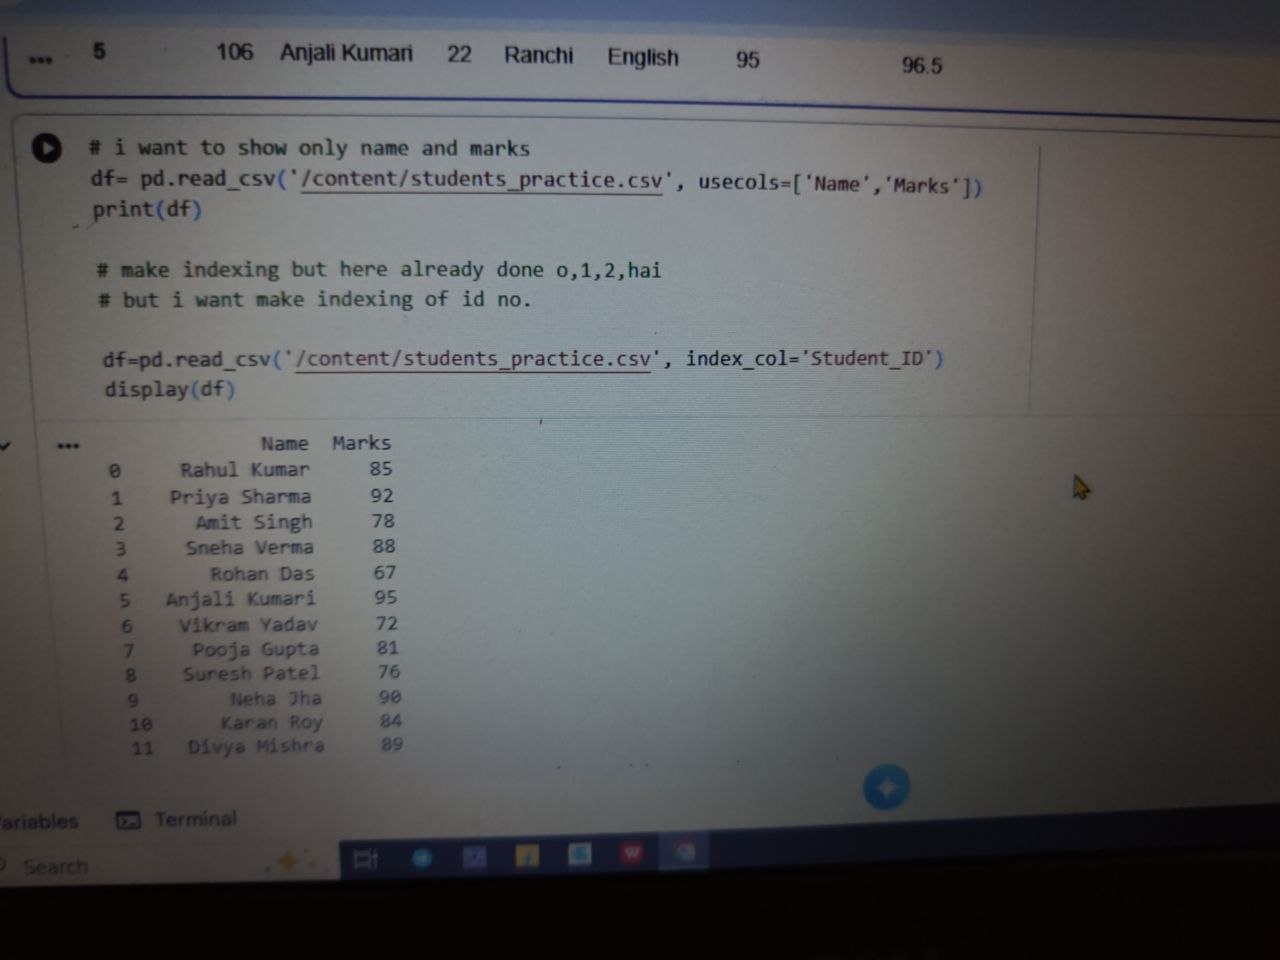 5 106 Anjali Kumari 22 Ranchi English 95 96.5
# i want to show only name and marks
df= pd.read_csv('/content/students_practice.csv', usecols=['Name','Marks'])
print(df)
# make indexing but here already done o,1,2,hai
# but i want make indexing of id no.
df=pd.read_csv('/content/students_practice.csv', index_col='Student_ID')
display(df)
Name Marks
0 Rahul Kumar 85
1 Priya Sharma 92
2 Amit Singh 78
3 Sneha Verma 88
4 Rohan Das 67
5 Anjali Kumari 95
6 Vikram Yadav 72
7 Pooja Gupta 81
8 Suresh Patel 76
9 Neha Jha 90
10 Karan Roy 84
11 Divya Mishra 89
ariables Terminal
Search